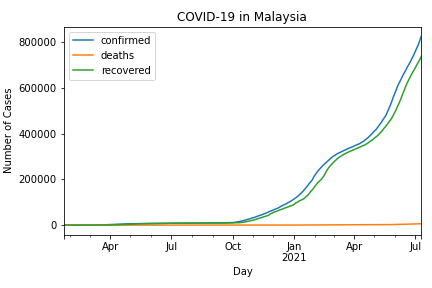 COVID-19 in Malaysia
confirmed
deaths
recovered
800000
600000
400000
200000
0
Number of Cases
Apr
Jul
Oct
Jan
2021
Apr
Jul
Day